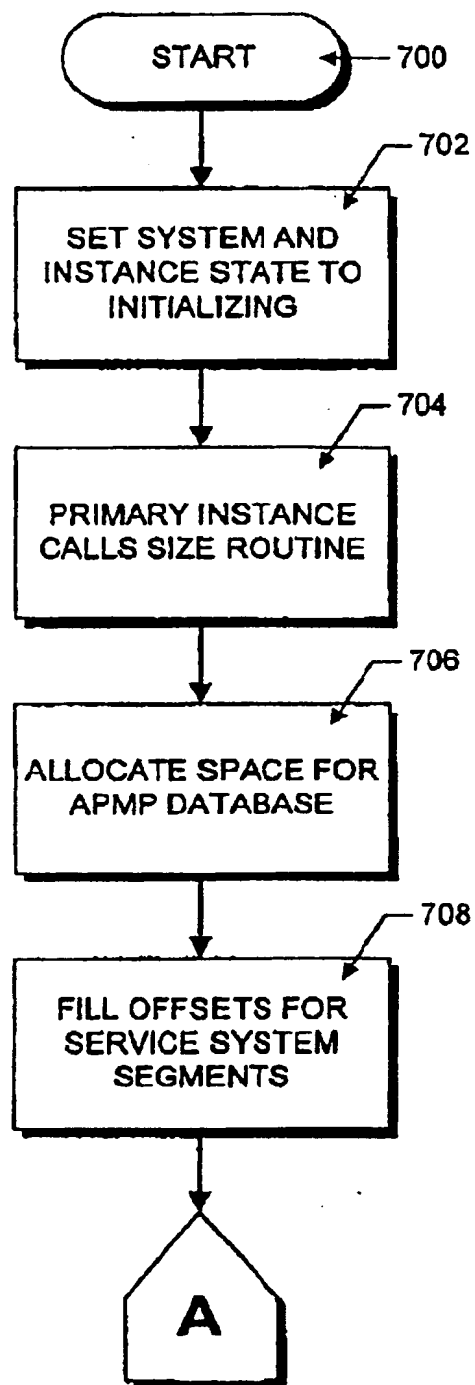 START
700
702
SET SYSTEM AND
INSTANCE STATE TO
INITIALIZING
704
PRIMARY INSTANCE
CALLS SIZE ROUTINE
706
ALLOCATE SPACE FOR
APMP DATABASE
708
FILL OFFSETS FOR
SERVICE SYSTEM
SEGMENTS
A